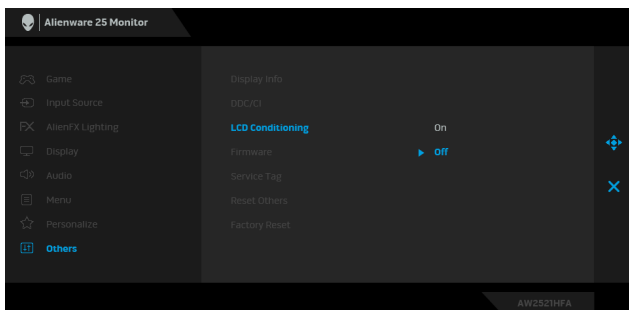 Alienware 25 Monitor
Game
Input Source
AlienFX Lighting
Display
Audio
Menu
Personalize
Others
Display Info
DDC/CI
LCD Conditioning
On
Firmware
Off
Service Tag
Reset Others
Factory Reset
AW2521HFA